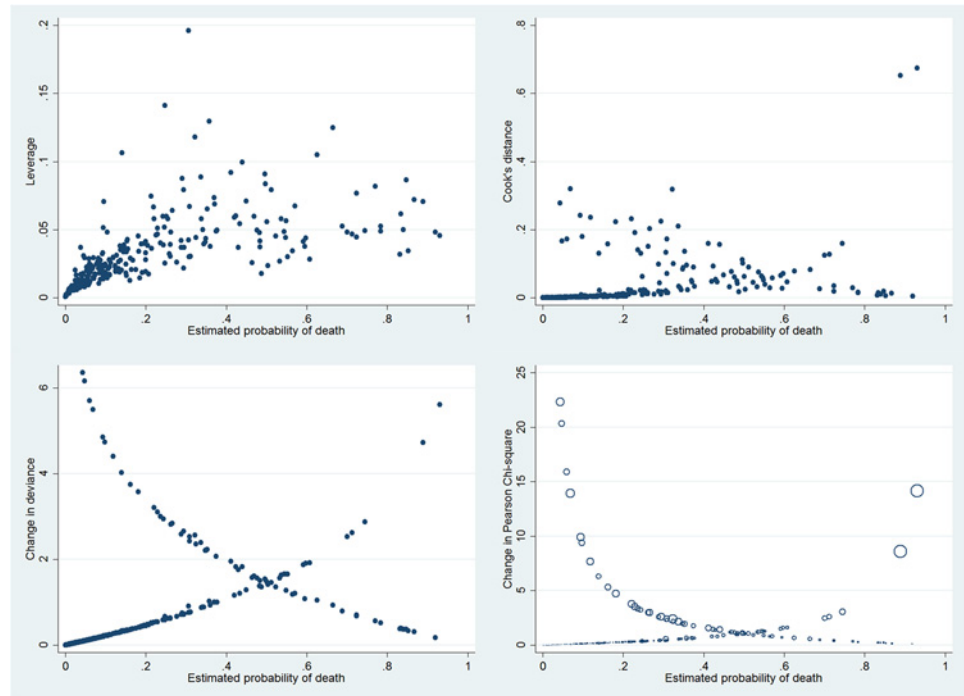 Leverage
.2
.15
.1
.05
0
0 .2 .4 .6 .8 1
Estimated probability of death
Cook's distance
.8
.6
.4
.2
0
0 .2 .4 .6 .8 1
Estimated probability of death
Change in deviance
6
4
2
0
0 .2 .4 .6 .8 1
Estimated probability of death
Change in Pearson Chi-square
25
20
15
10
5
0
0 .2 .4 .6 .8 1
Estimated probability of death